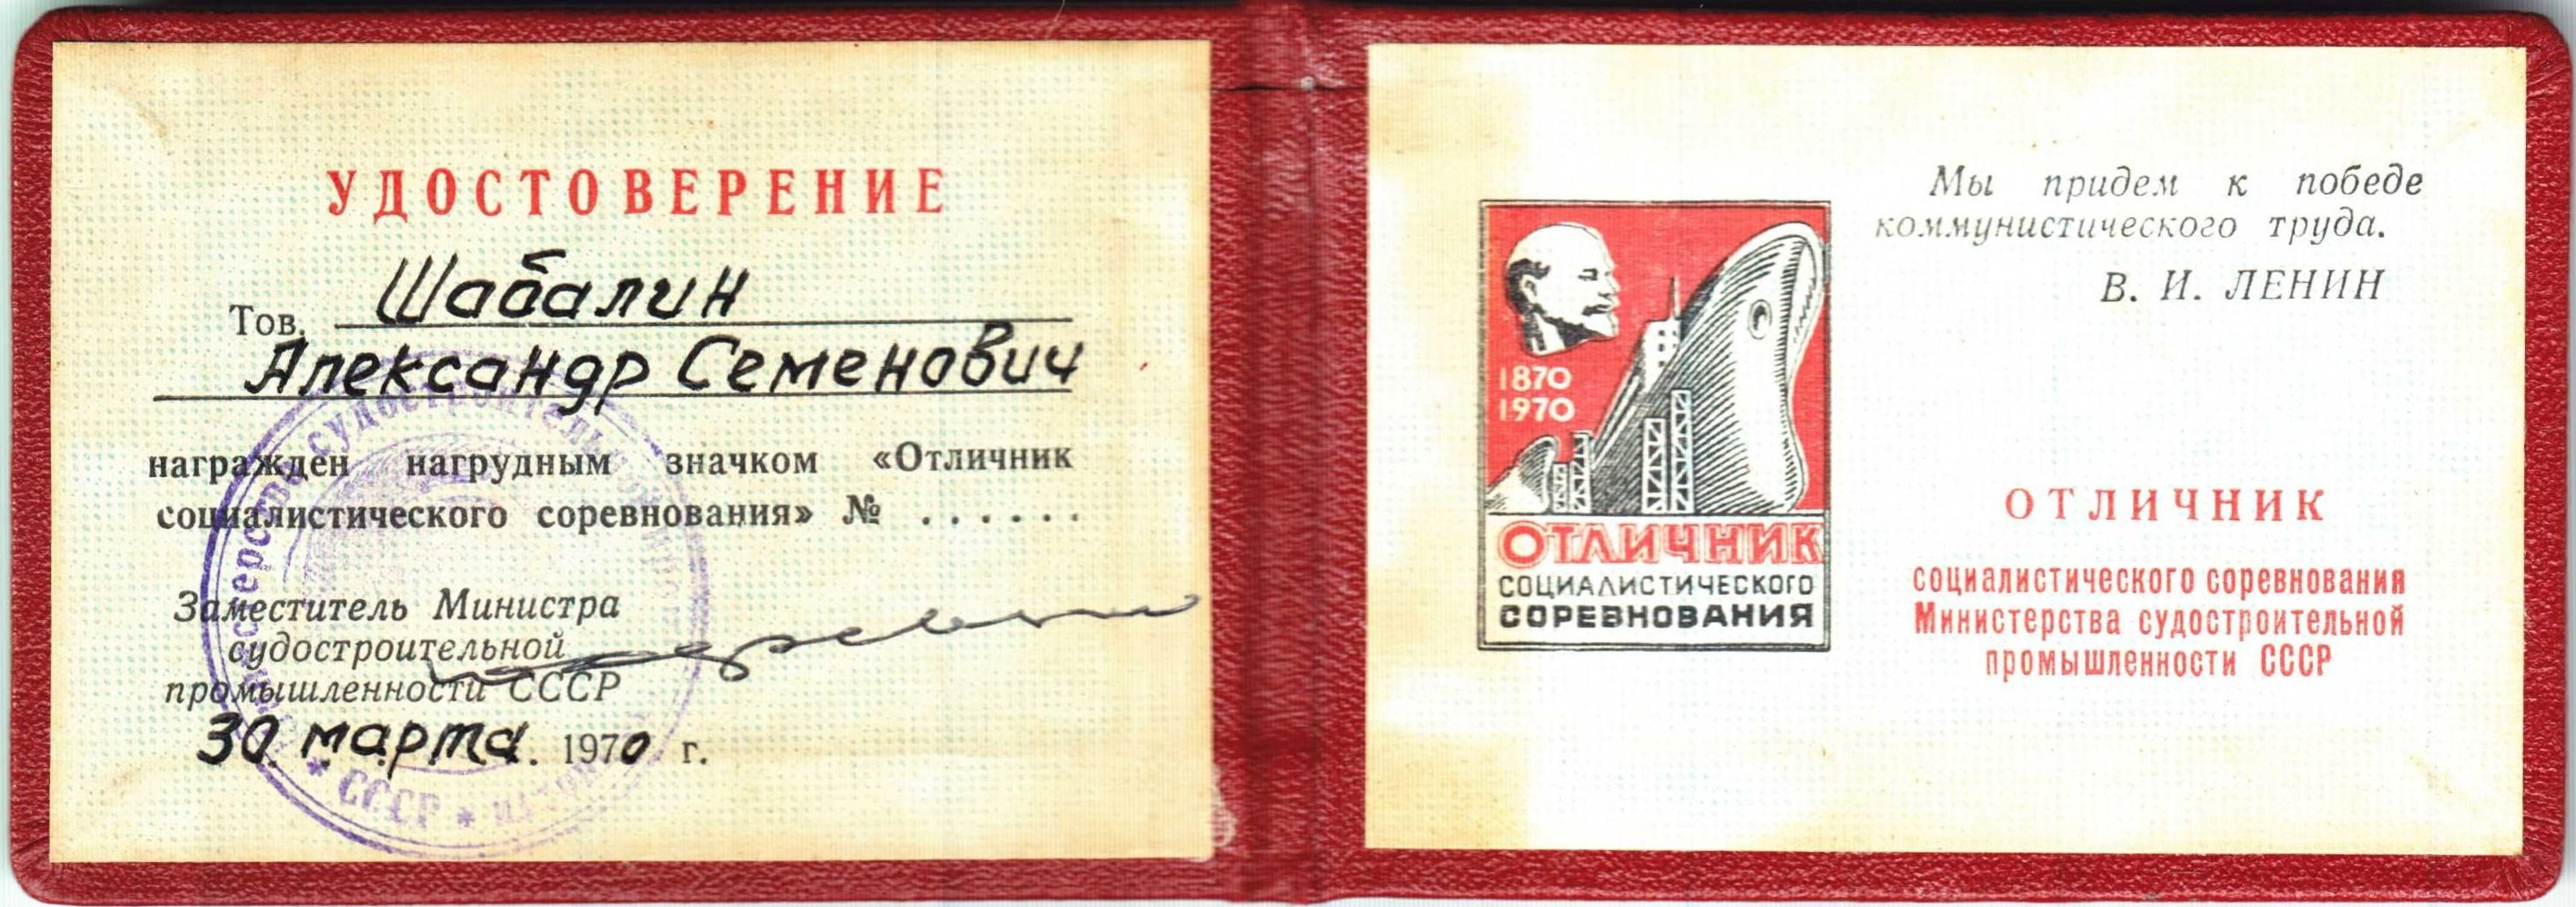 УДОСТОВЕРЕНИЕ
Тов. Шабалин
Александр Семенович
награжден нагрудным значком «Отличник
социалистического соревнования» № ......
Заместитель Министра
судостроительной
промышленности СССР
30 марта. 1970 г.
судостроительной
* СССР *
Мы придем к победе
коммунистического труда.
В. И. ЛЕНИН
1870
1970
ОТЛИЧНИК
СОЦИАЛИСТИЧЕСКОГО
СОРЕВНОВАНИЯ
ОТЛИЧНИК
социалистического соревнования
Министерства судостроительной
промышленности СССР